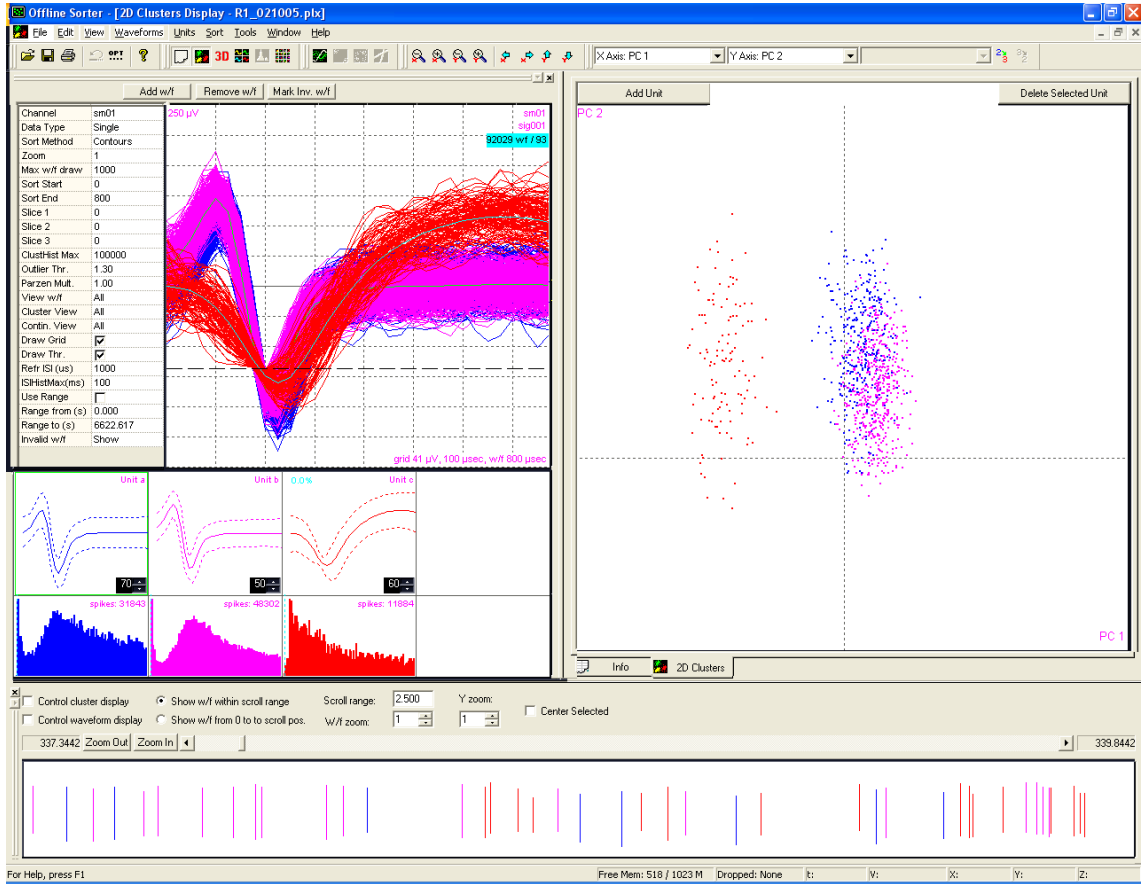 Offline Sorter - [2D Clusters Display - R1_021005.plx]
File Edit View Waveforms Units Sort Tools Window Help
OPT 3D X Axis: PC 1 Y Axis: PC 2
Add w/f Remove w/f Mark Inv. w/f
Channel sm01
Data Type Single
Sort Method Contours
Zoom 1
Max w/f draw 1000
Sort Start 0
Sort End 800
Slice 1 0
Slice 2 0
Slice 3 0
ClustHist Max 100000
Outlier Thr. 1.30
Parzen Mult. 1.00
View w/f All
Cluster View All
Contin. View All
Draw Grid
Draw Thr.
Refr ISI (us) 1000
ISIHistMax(ms) 100
Use Range
Range from (s) 0.000
Range to (s) 6622.617
Invalid w/f Show
250 µV sm01
sig001
92029 wf / 93
grid 41 µV, 100 µsec, w/f 800 µsec
Add Unit Delete Selected Unit
PC 2
PC 1
Unit a Unit b 0.0% Unit c
70 50 60
spikes: 31843 spikes: 48302 spikes: 11884
Info 2D Clusters
Control cluster display Show w/f within scroll range Scroll range: 2.500 Y zoom:
Control waveform display Show w/f from 0 to to scroll pos. W/f zoom: 1 1 Center Selected
337.3442 Zoom Out Zoom In 339.8442
For Help, press F1 Free Mem: 518 / 1023 M Dropped: None t: V: X: Y: Z: